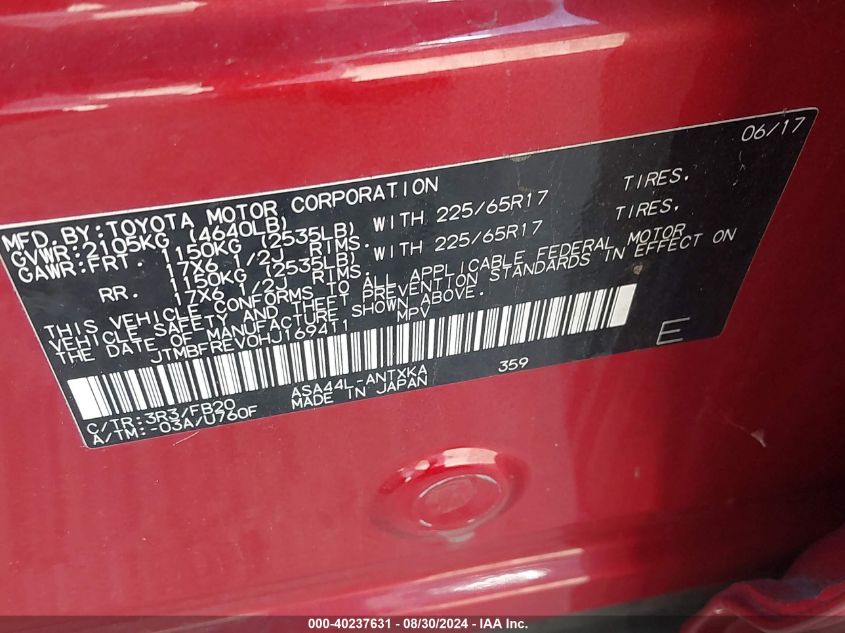 06/17
MFD.BY:TOYOTA MOTOR CORPORATION
GVWR:2105KG (4640LB)
GAWR:FRT. 1150KG (2535LB) WITH 225/65R17 TIRES.
17X6 1/2J RIMS.
RR. 1150KG (2535LB) WITH 225/65R17 TIRES.
17X6 1/2J RIMS.
THIS VEHICLE CONFORMS TO ALL APPLICABLE FEDERAL MOTOR
VEHICLE SAFETY AND THEFT PREVENTION STANDARDS IN EFFECT ON
THE DATE OF MANUFACTURE SHOWN ABOVE.
JTMBFREV0HJ169411 MPV
E
C/TR:3R3/FB20 ASA44L-ANTXKA 359
A/TM:-03A/U760F MADE IN JAPAN
000-40237631 - 08/30/2024 - IAA Inc.